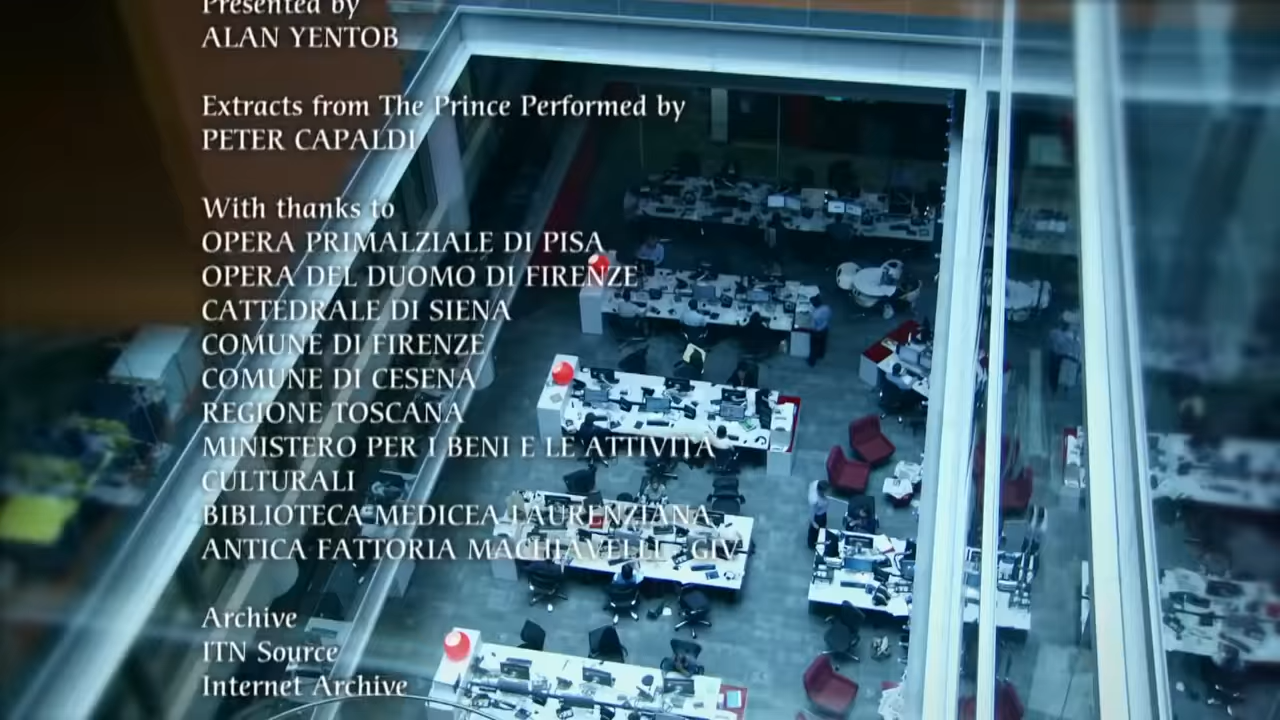 Presented by
ALAN YENTOB
Extracts from The Prince Performed by
PETER CAPALDI
With thanks to
OPERA PRIMALZIALE DI PISA
OPERA DEL DUOMO DI FIRENZE
CATTEDRALE DI SIENA
COMUNE DI FIRENZE
COMUNE DI CESENA
REGIONE TOSCANA
MINISTERO PER I BENI E LE ATTIVITA
CULTURALI
BIBLIOTECA MEDICEA LAURENZIANA
ANTICA FATTORIA MACHIAVELLI - GIV
Archive
ITN Source
Internet Archive